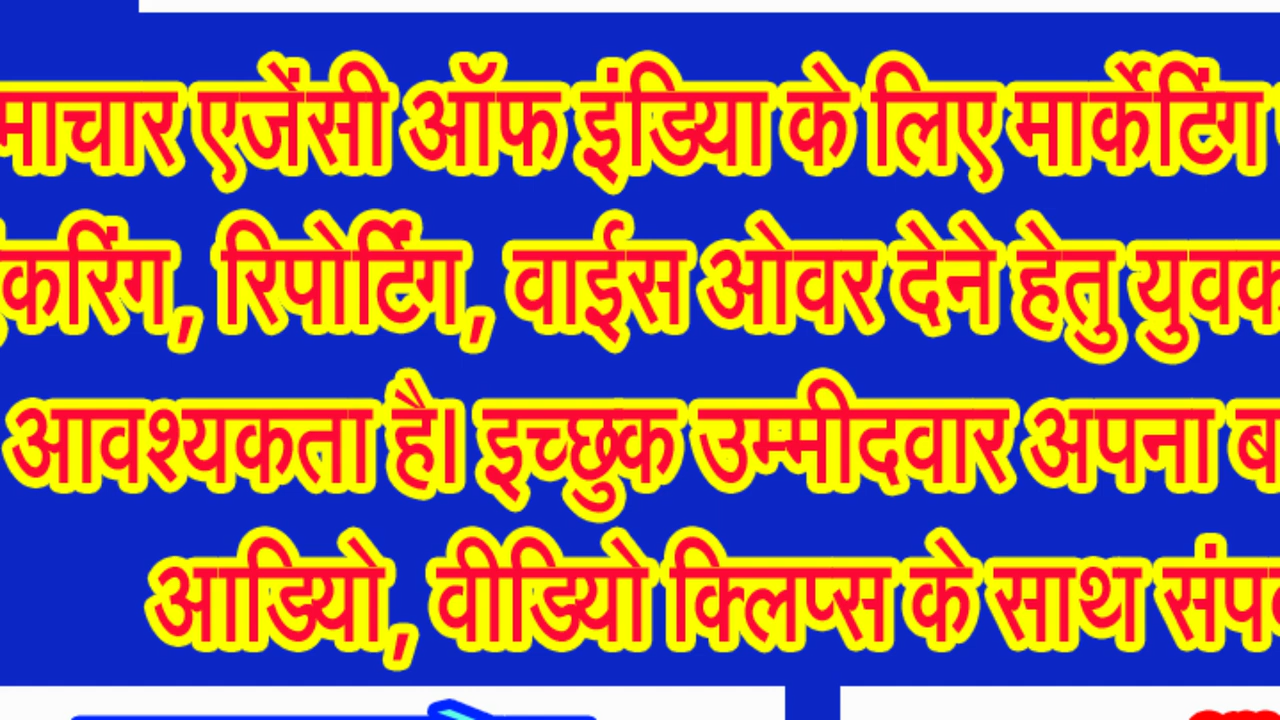 माचार एजेंसी ऑफ इंडिया के लिए मार्केटिंग
करिंग, रिपोर्टिंग, वाईस ओवर देने हेतु युवक
आवश्यकता है। इच्छुक उम्मीदवार अपना
आडियो, वीडियो क्लिप्स के साथ